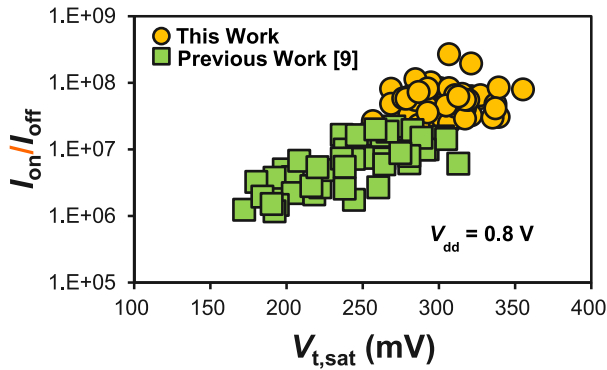 1.E+09
This Work
Previous Work [9]
1.E+08
1.E+07
1.E+06
1.E+05
Ion/Ioff
Vdd = 0.8 V
100 150 200 250 300 350 400
Vt,sat (mV)